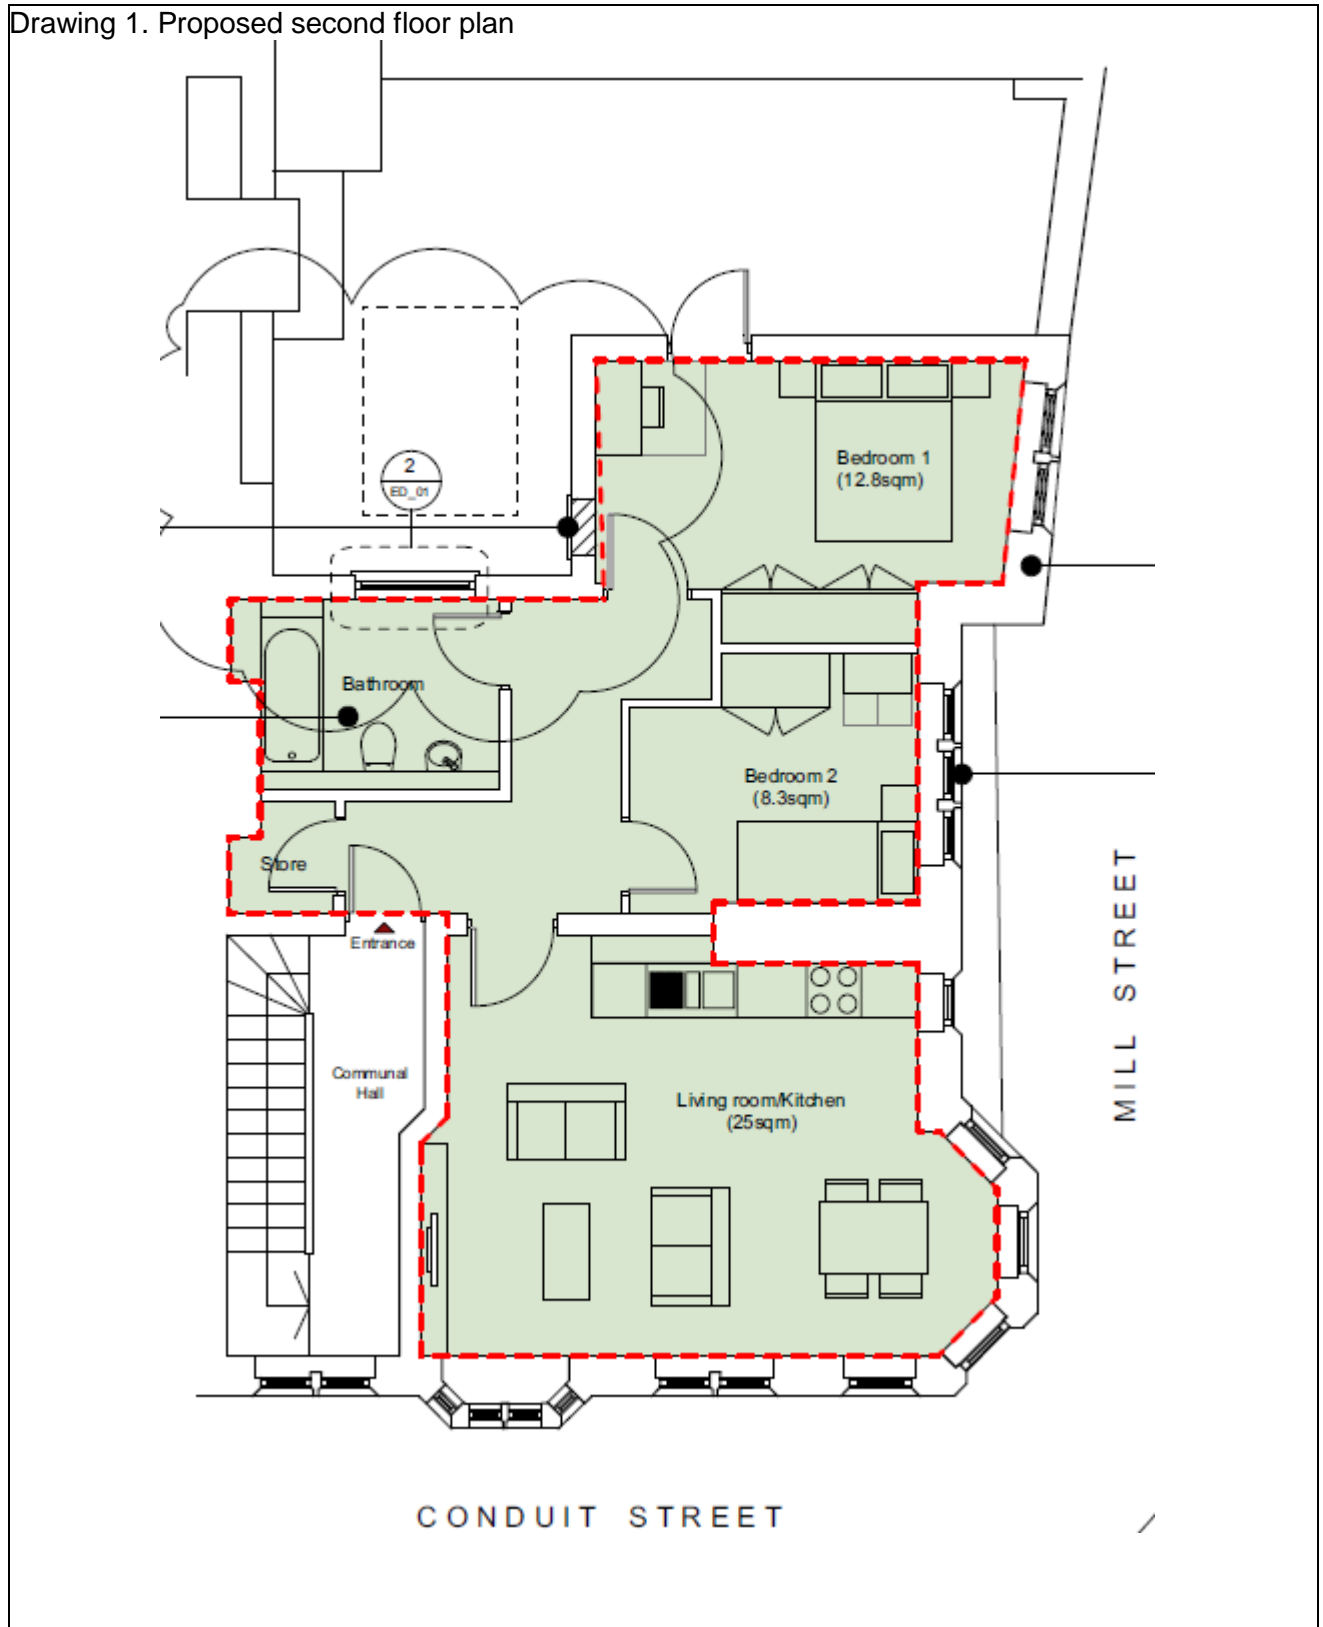 Drawing 1. Proposed second floor plan
2
ED_01
Bedroom 1
(12.8sqm)
Bathroom
Bedroom 2
(8.3sqm)
Store
Entrance
Communal
Hall
Living room/Kitchen
(25sqm)
MILL STREET
CONDUIT STREET